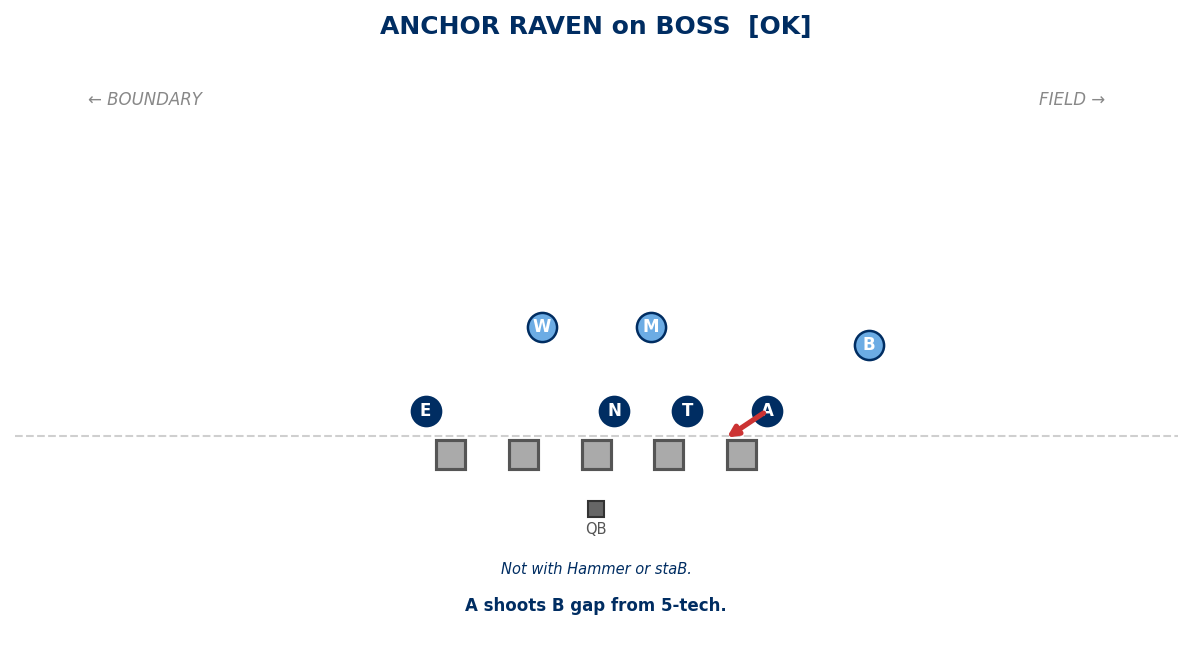 ANCHOR RAVEN on BOSS [OK]
← BOUNDARY
FIELD →
W
M
B
E
N
T
A
QB
Not with Hammer or staB.
A shoots B gap from 5-tech.